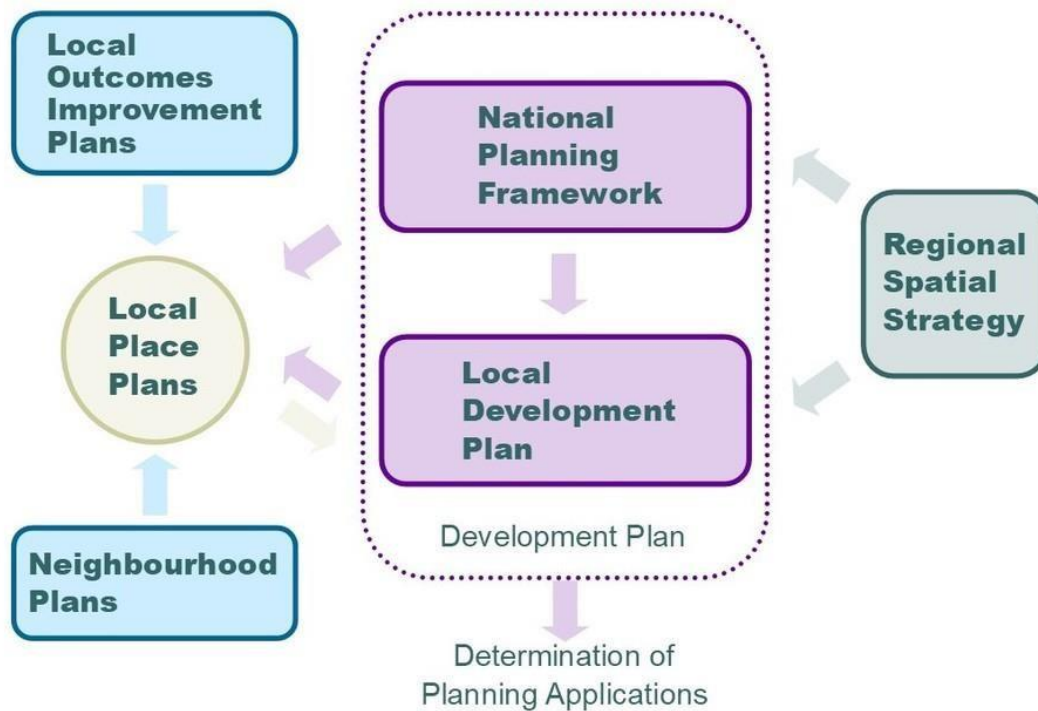 Local
Outcomes
Improvement
Plans
National
Planning
Framework
Regional
Spatial
Strategy
Local
Place
Plans
Local
Development
Plan
Neighbourhood
Plans
Development Plan
Determination of
Planning Applications